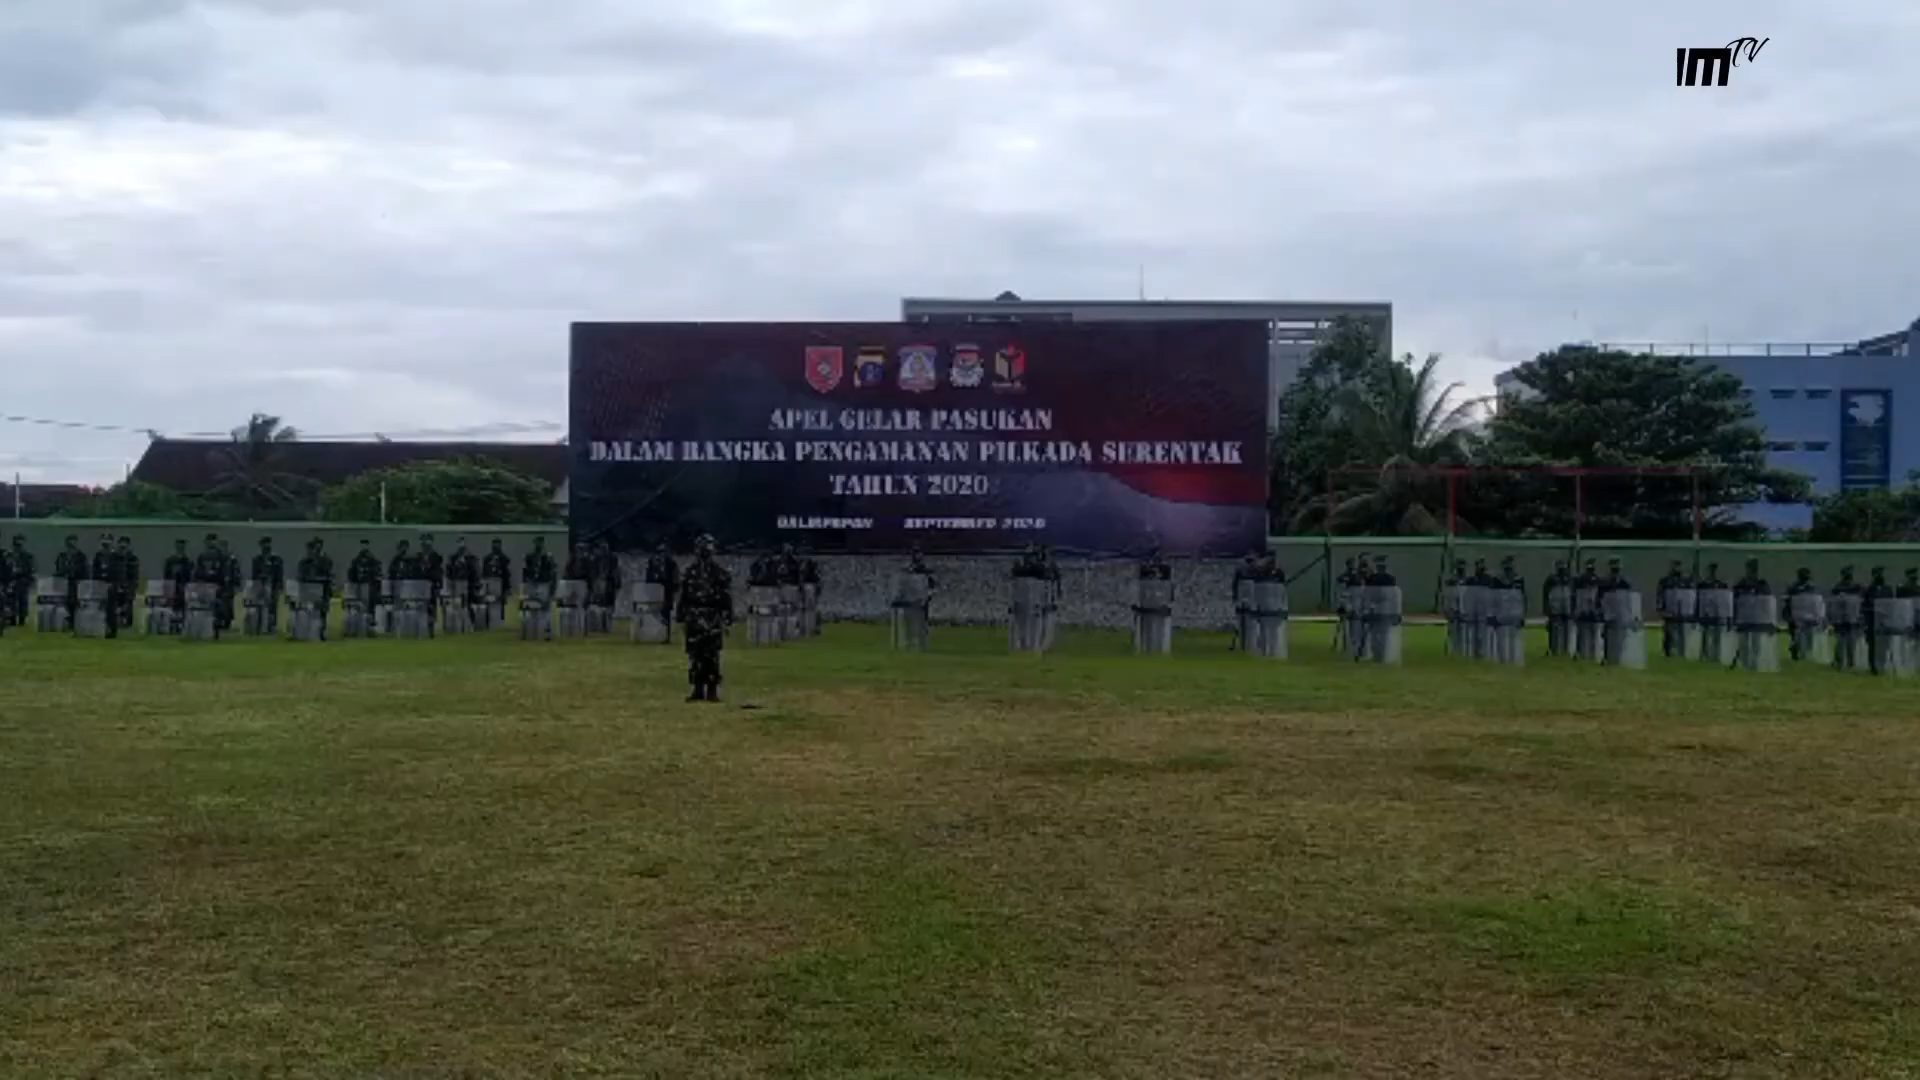 IM TV
APEL GELAR PASUKAN
DALAM RANGKA PENGAMANAN PILKADA SERENTAK
TAHUN 2020
BALIKPAPAN SEPTEMBER 2020